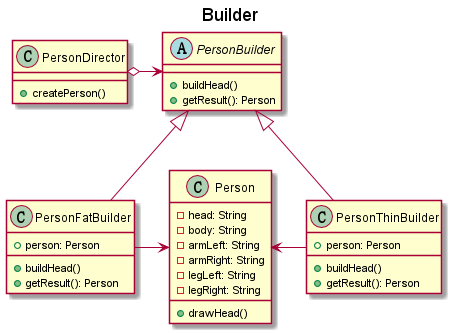 Builder
C PersonDirector
createPerson()
A PersonBuilder
buildHead()
getResult(): Person
C PersonFatBuilder
person: Person
buildHead()
getResult(): Person
C Person
head: String
body: String
armLeft: String
armRight: String
legLeft: String
legRight: String
drawHead()
C PersonThinBuilder
person: Person
buildHead()
getResult(): Person